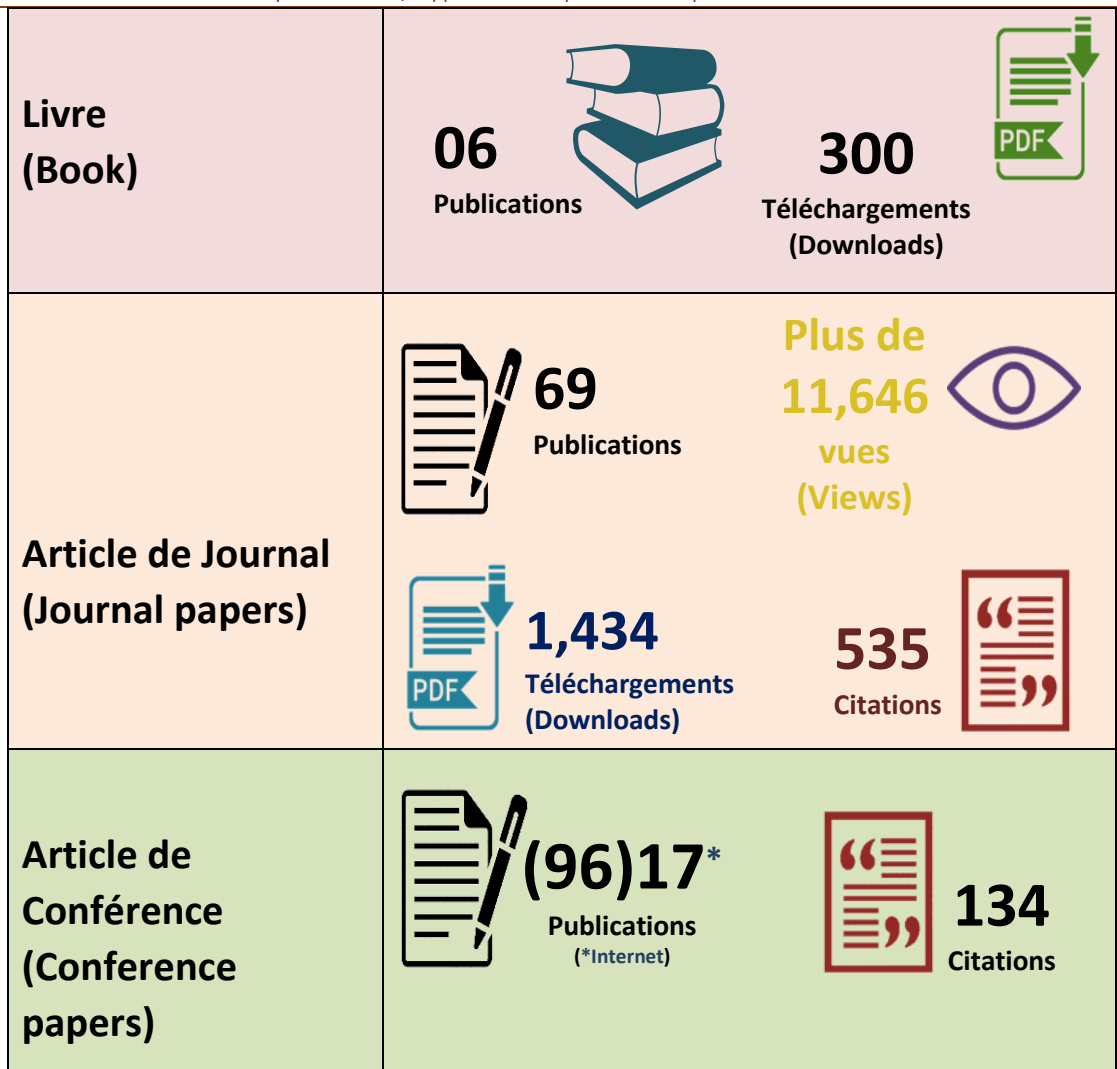 Livre
(Book)
06
Publications
300
Téléchargements
(Downloads)
PDF
Article de Journal
(Journal papers)
69
Publications
Plus de
11,646
vues
(Views)
PDF
1,434
Téléchargements
(Downloads)
535
Citations
Article de
Conférence
(Conference
papers)
(96)17*
Publications
(*Internet)
134
Citations